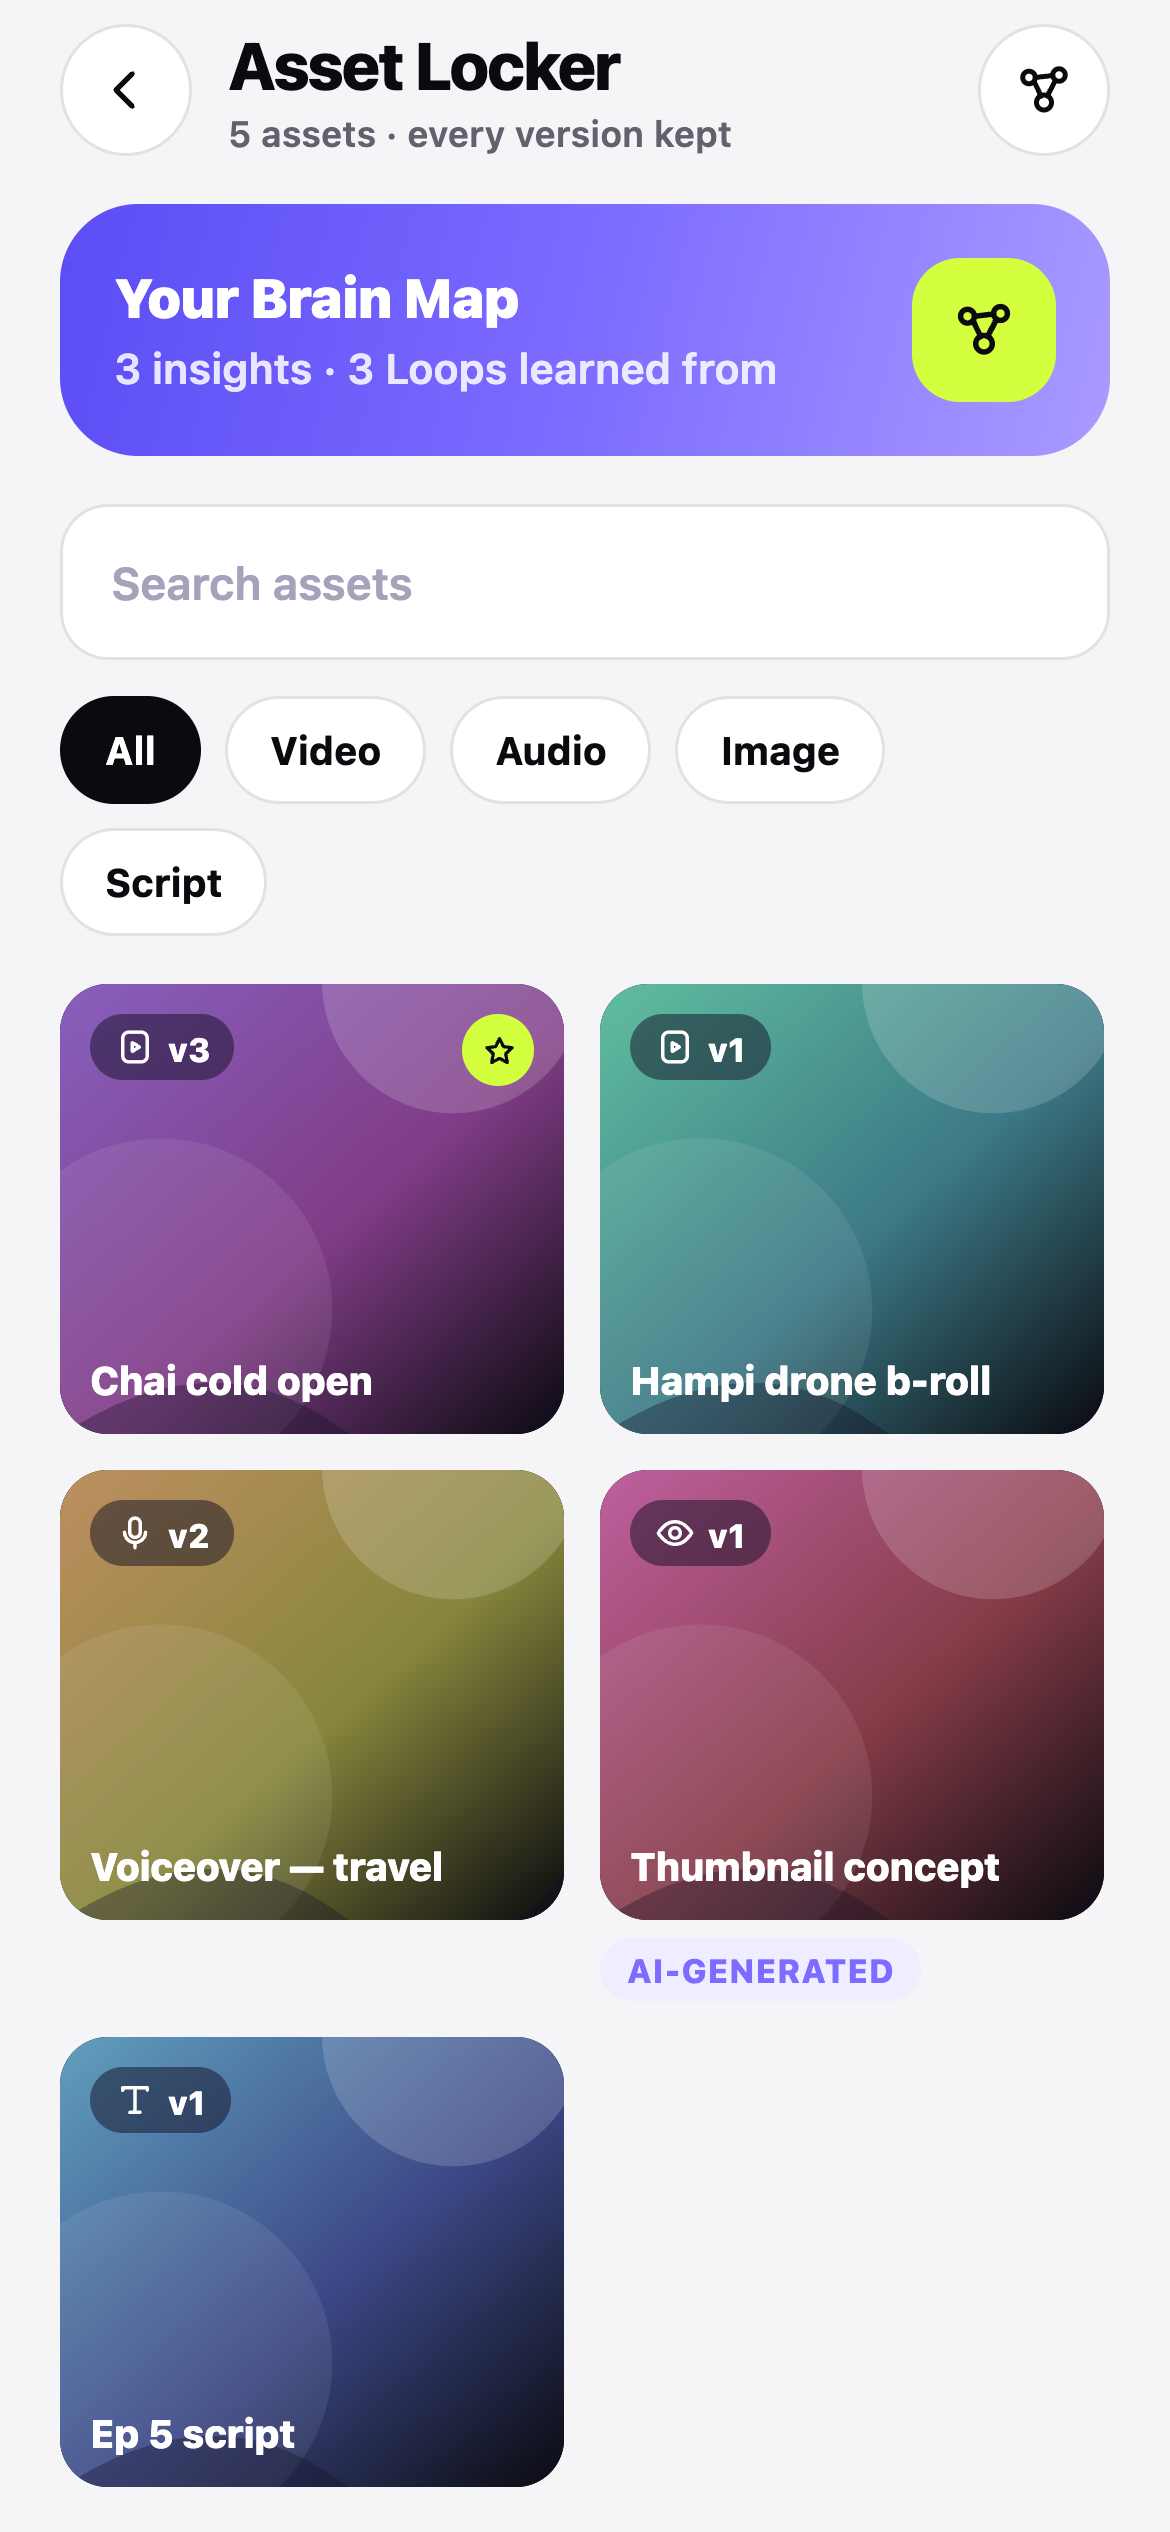 Asset Locker
5 assets · every version kept
Your Brain Map
3 insights · 3 Loops learned from
Search assets
All Video Audio Image
Script
v3
Chai cold open
v1
Hampi drone b-roll
v2
Voiceover — travel
v1
Thumbnail concept
AI-GENERATED
v1
Ep 5 script